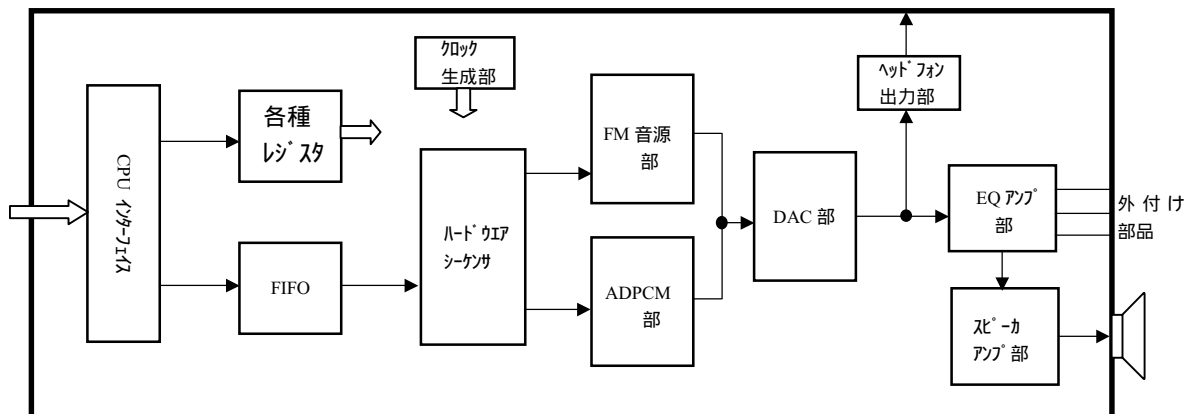 CPU インターフェイス
各種
レジスタ
クロック
生成部
FIFO
ハードウエア
シーケンサ
FM 音源
部
ADPCM
部
DAC 部
ヘッドフォン
出力部
EQ アンプ
部
外 付 け
部品
スピーカ
アンプ部